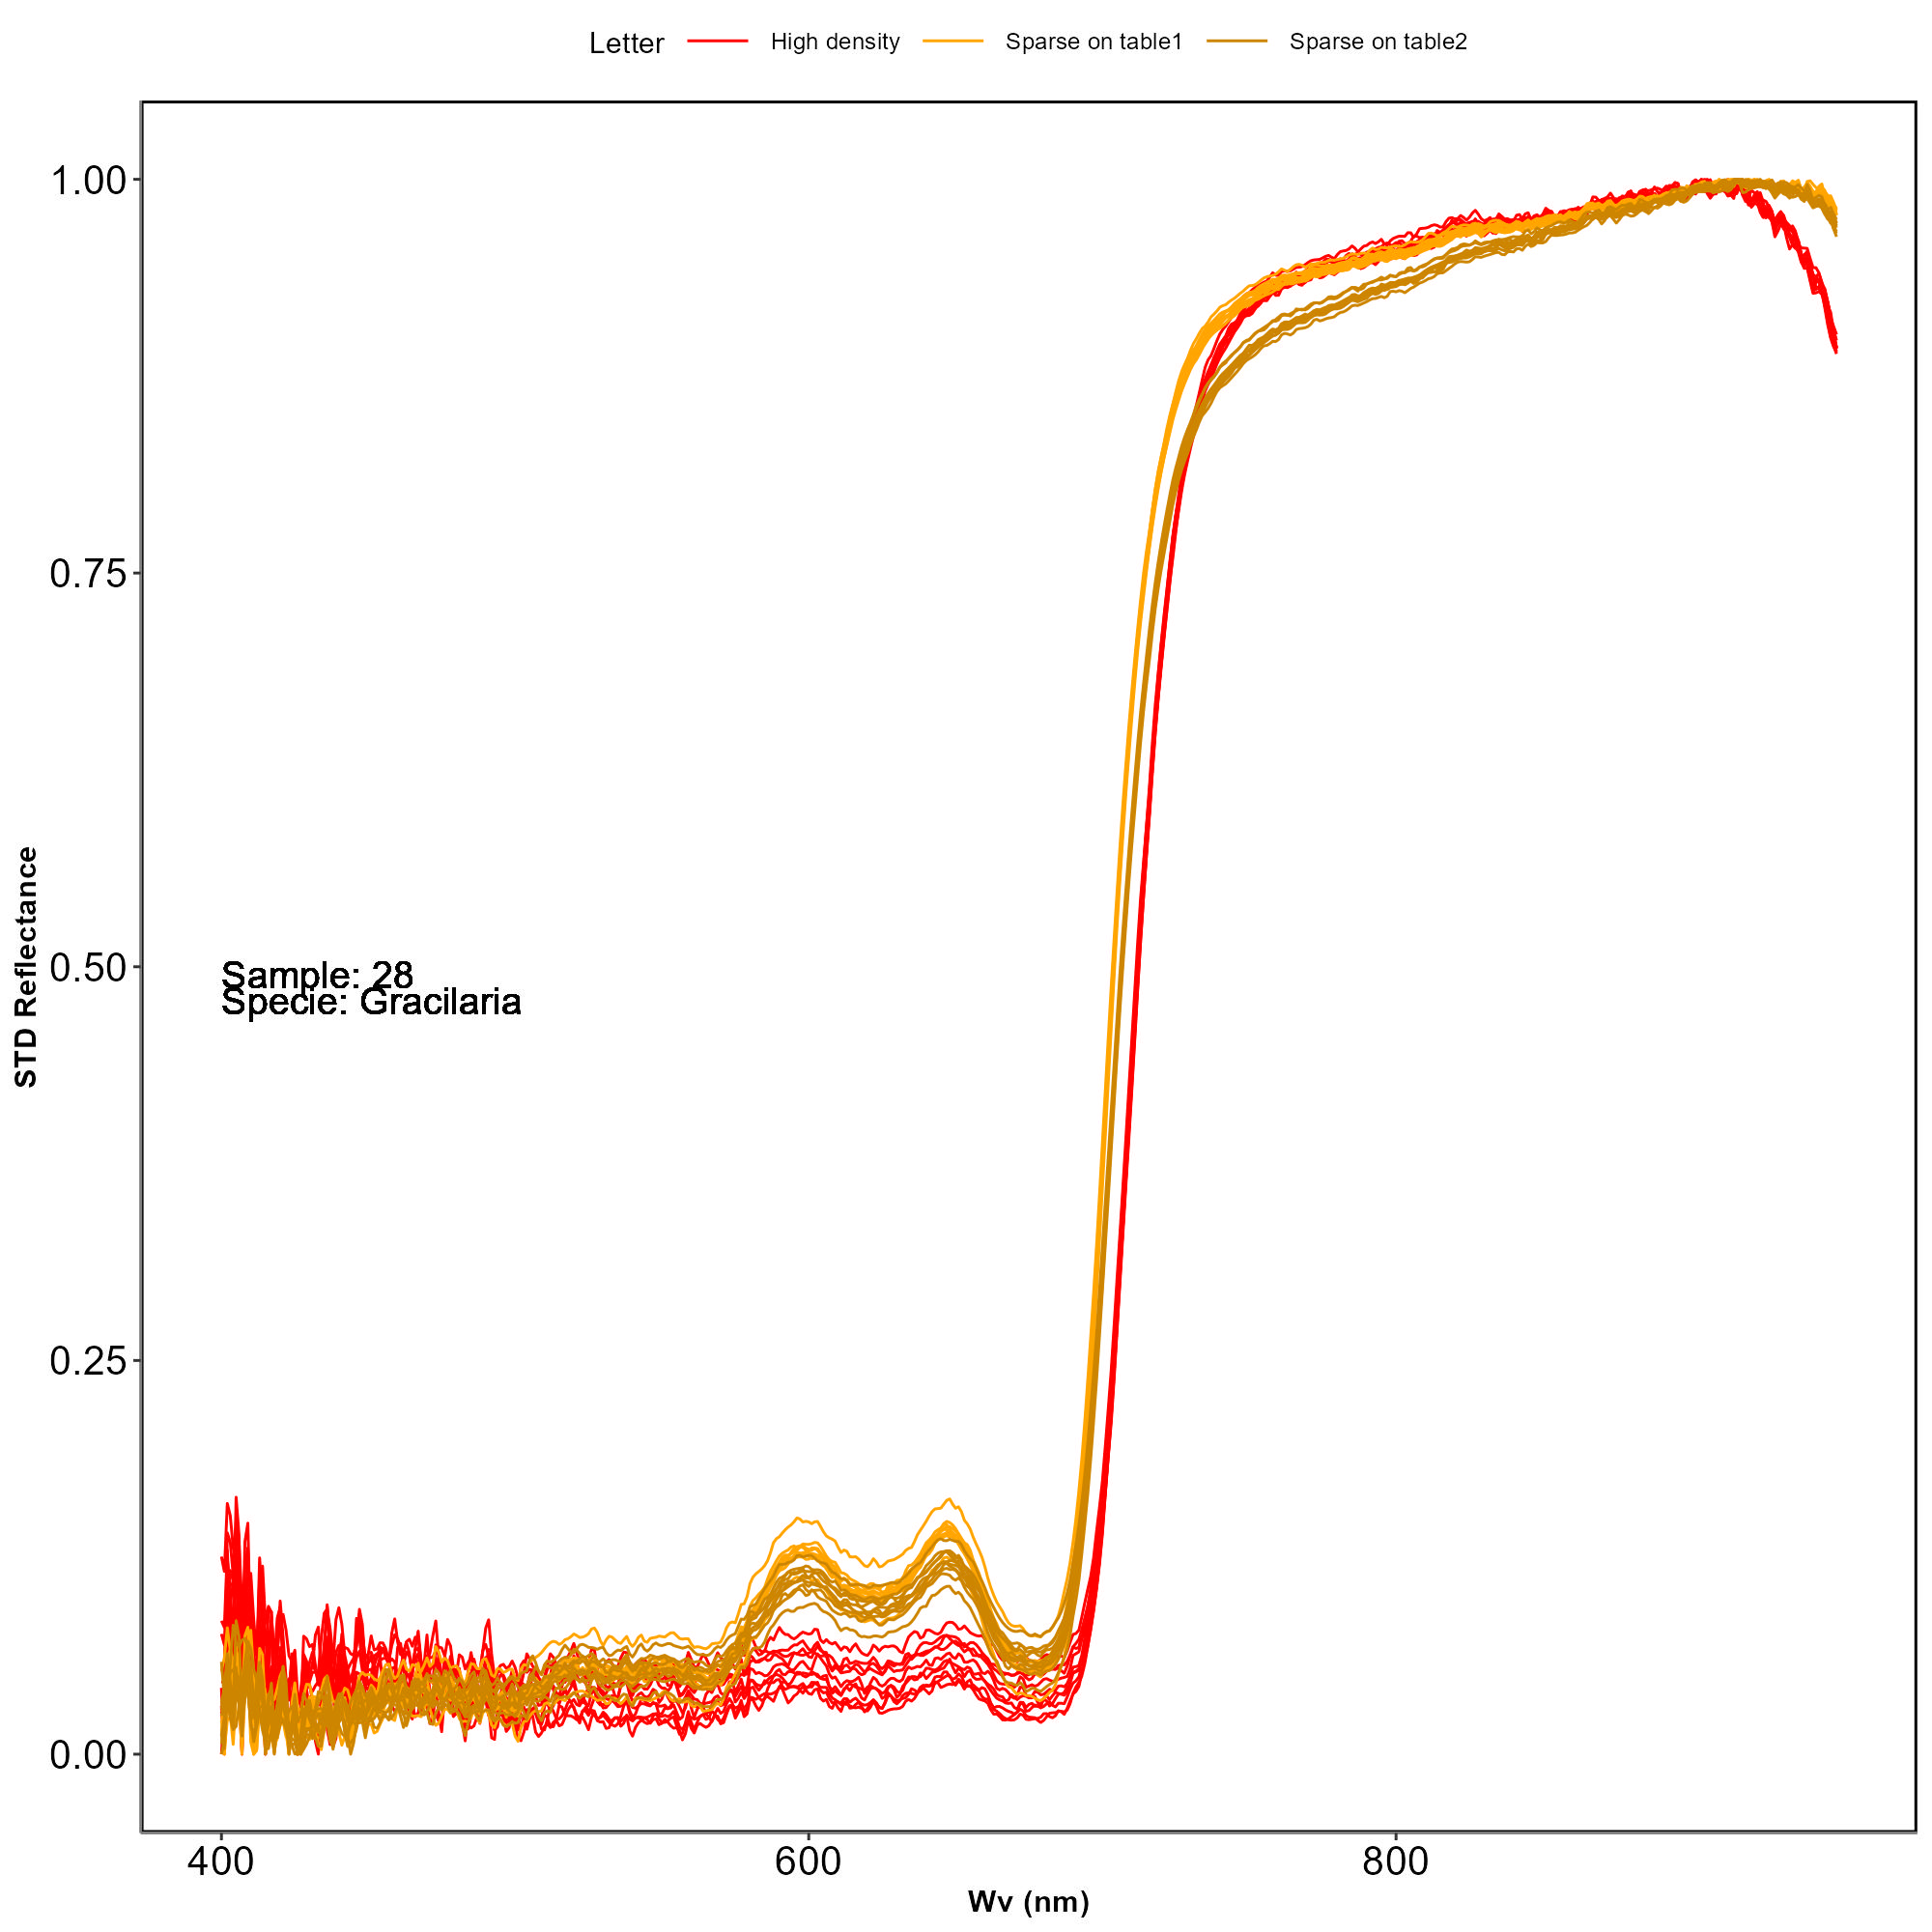 Letter High density Sparse on table1 Sparse on table2
1.00
0.75
0.50
0.25
0.00
STD Reflectance
Sample: 28
Specie: Gracilaria
400 600 800
Wv (nm)